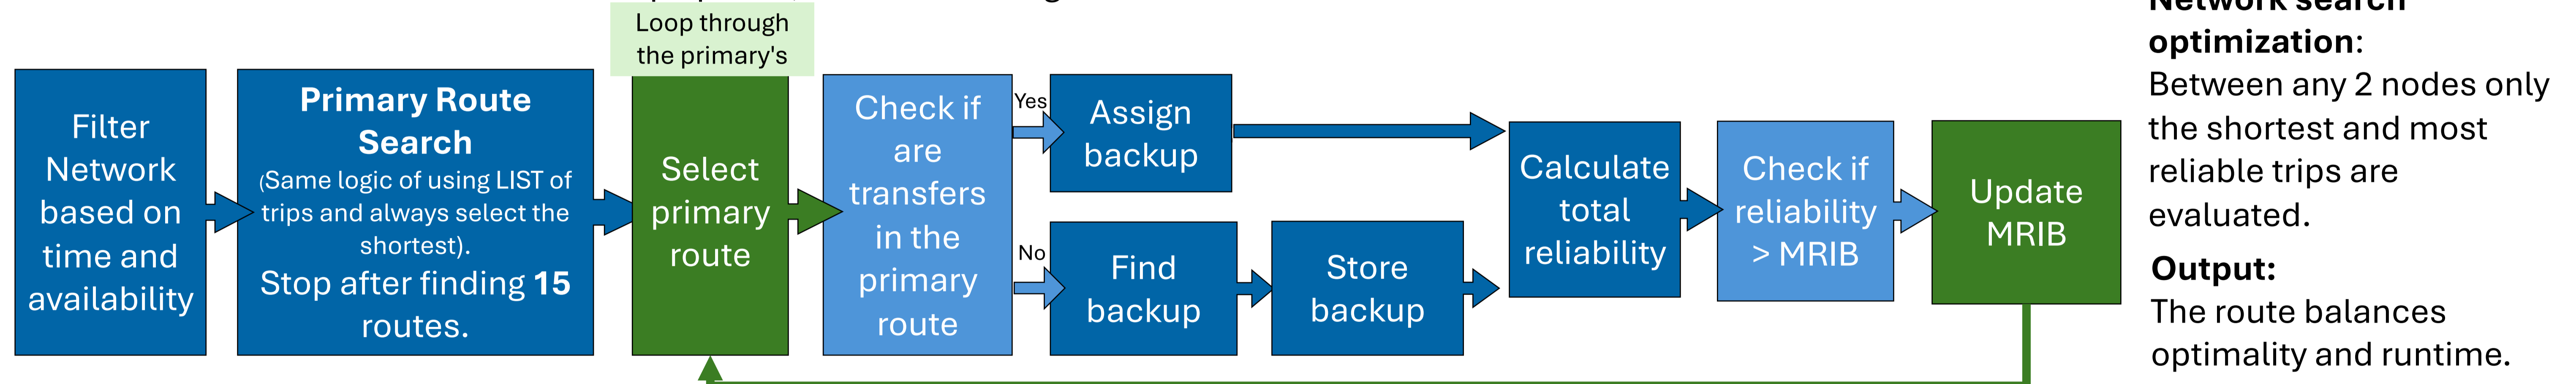 Loop through
the primary's
Filter
Network
based on
time and
availability
Primary Route
Search
(Same logic of using LIST of
trips and always select the
shortest).
Stop after finding 15
routes.
Select
primary
route
Check if
are
transfers
in the
primary
route
Yes
Assign
backup
No
Find
backup
Store
backup
Calculate
total
reliability
Check if
reliability
> MRIB
Update
MRIB
Network search
optimization:
Between any 2 nodes only
the shortest and most
reliable trips are
evaluated.
Output:
The route balances
optimality and runtime.